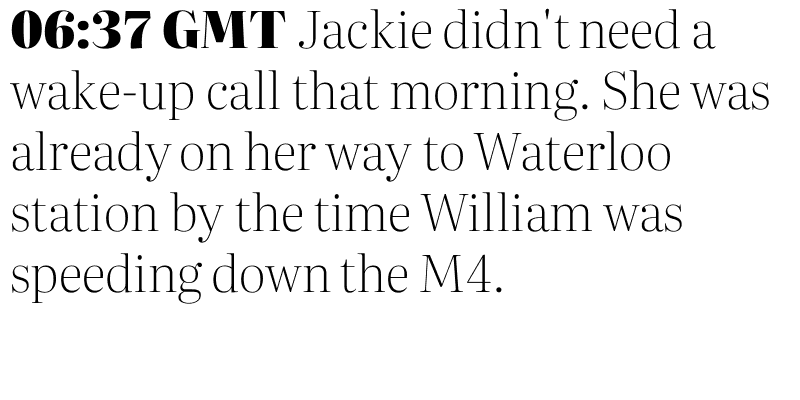 06:37 GMT Jackie didn't need a
wake-up call that morning. She was
already on her way to Waterloo
station by the time William was
speeding down the M4.